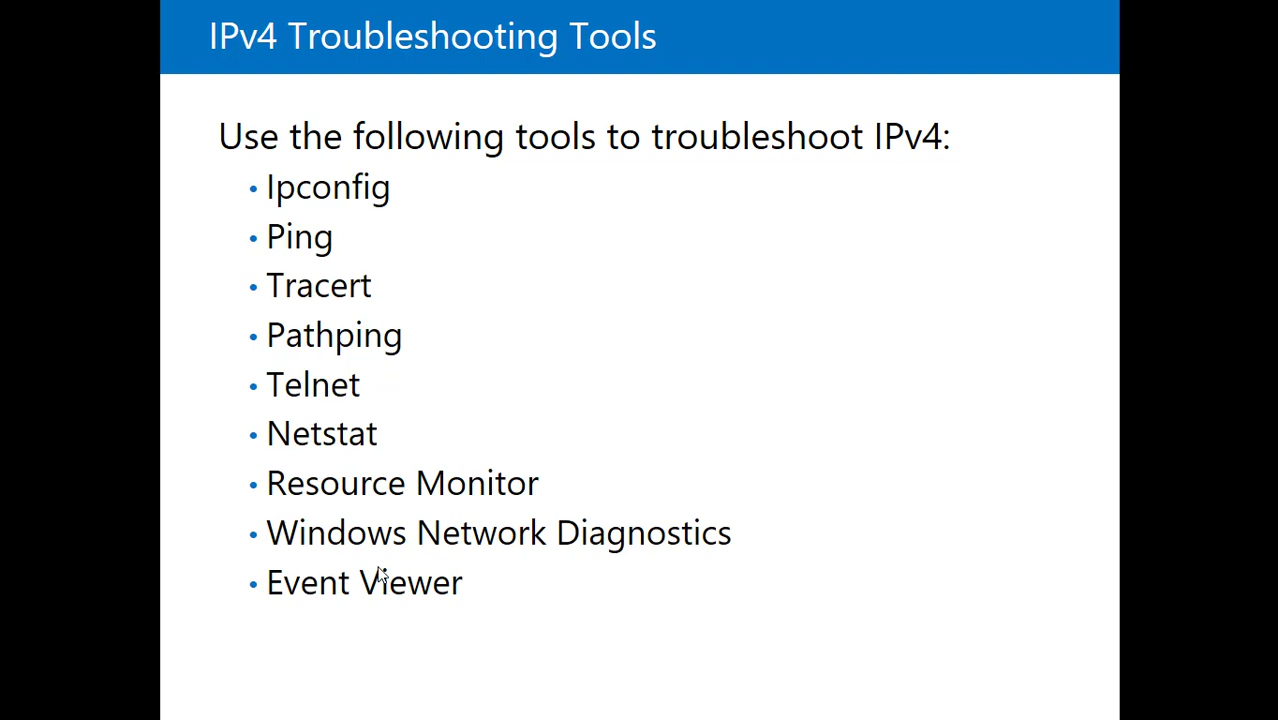 IPv4 Troubleshooting Tools
Use the following tools to troubleshoot IPv4:
• Ipconfig
• Ping
• Tracert
• Pathping
• Telnet
• Netstat
• Resource Monitor
• Windows Network Diagnostics
• Event Viewer